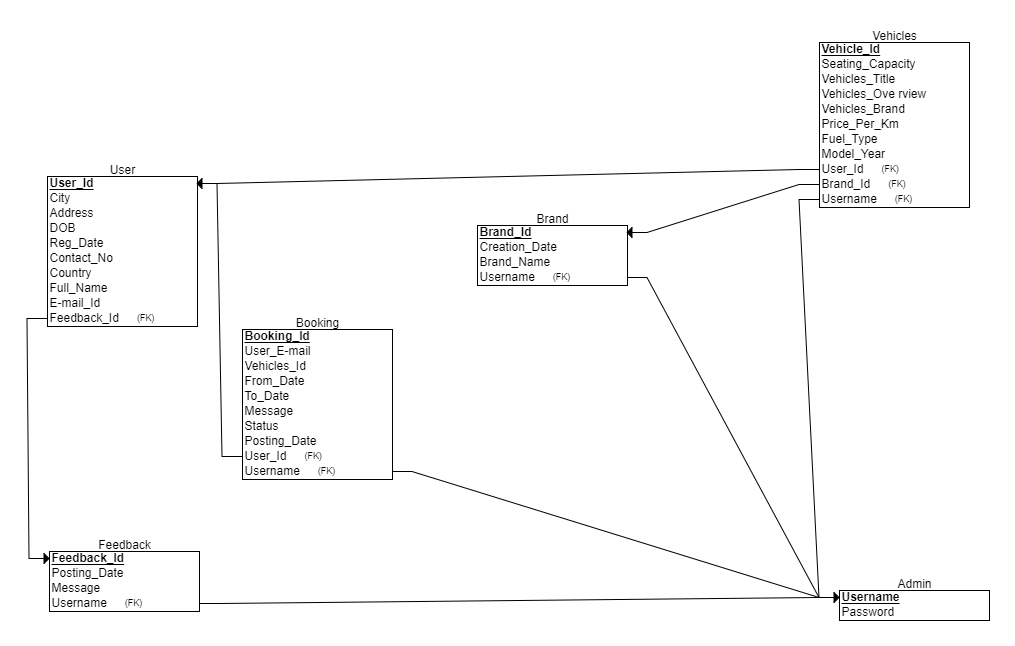 Vehicles
Vehicle_Id
Seating_Capacity
Vehicles_Title
Vehicles_Ove rview
Vehicles_Brand
Price_Per_Km
Fuel_Type
Model_Year
User_Id (FK)
Brand_Id (FK)
Username (FK)
User
User_Id
City
Address
DOB
Reg_Date
Contact_No
Country
Full_Name
E-mail_Id
Feedback_Id (FK)
Brand
Brand_Id
Creation_Date
Brand_Name
Username (FK)
Booking
Booking_Id
User_E-mail
Vehicles_Id
From_Date
To_Date
Message
Status
Posting_Date
User_Id (FK)
Username (FK)
Feedback
Feedback_Id
Posting_Date
Message
Username (FK)
Admin
Username
Password